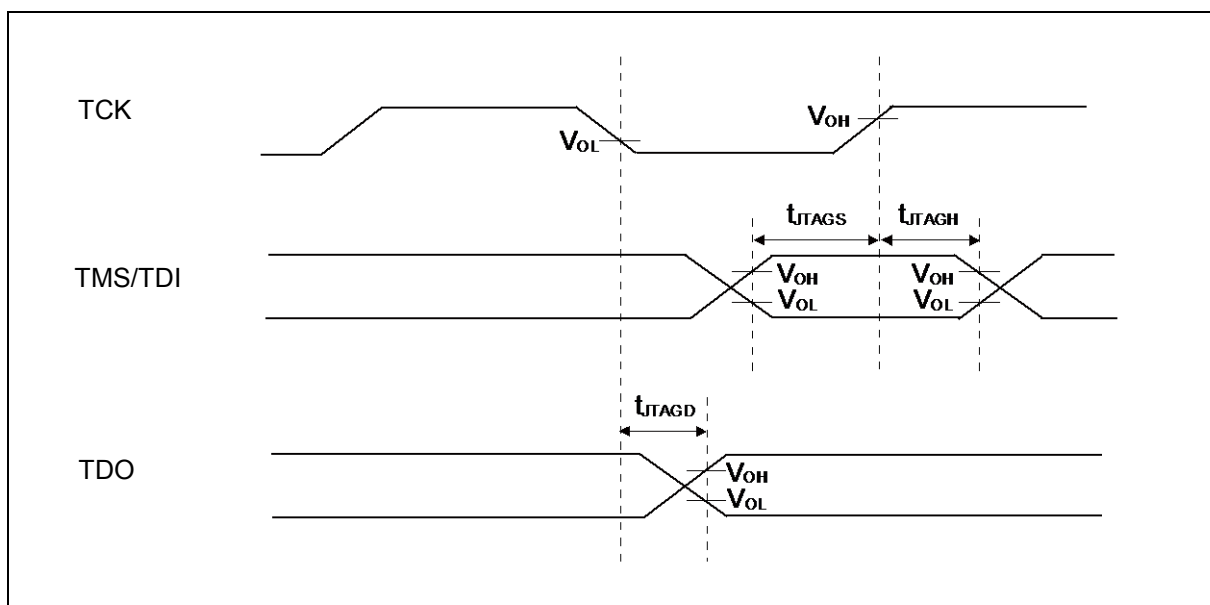 TCK
VOL
VOH
tJTAGS
tJTAGH
TMS/TDI
VOH
VOL
VOH
VOL
tJTAGD
TDO
VOH
VOL